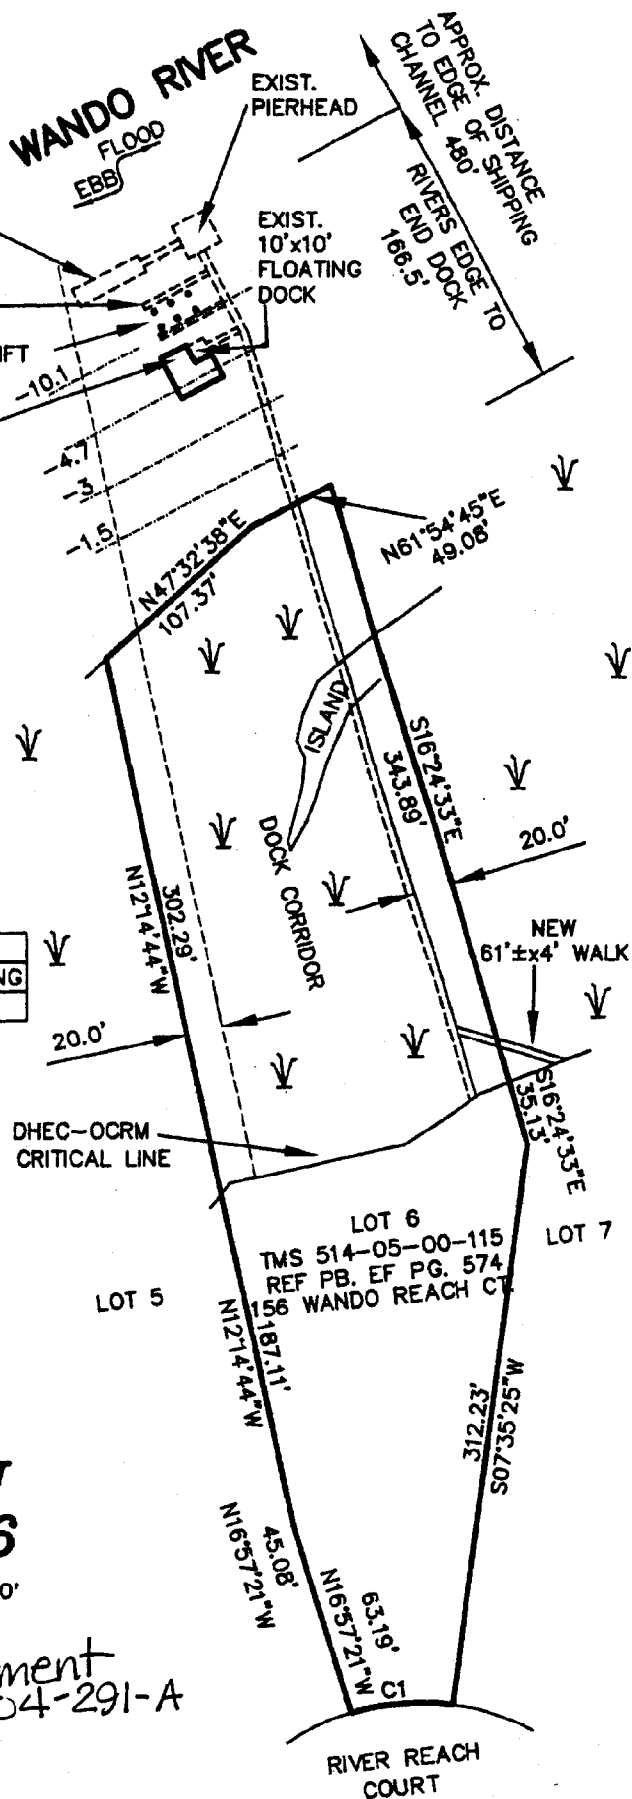 WANDO RIVER
FLOOD
EBB
EXIST.
PIERHEAD
EXIST.
10'x10'
FLOATING
DOCK
APPROX. DISTANCE
TO EDGE OF SHIPPING
CHANNEL 480'
RIVERS EDGE TO
END DOCK
166.5'
IFT
-10.1
-4.7
-3
-1.5
N47°32'38"E
107.37'
N61°54'45"E
49.08'
ISLAND
S16°24'33"E
343.89'
20.0'
DOCK CORRIDOR
N12°14'44"W
302.29'
NEW
61'±x4' WALK
NG
20.0'
S16°24'33"E
35.13'
DHEC-OCRM
CRITICAL LINE
LOT 6
TMS 514-05-00-115
REF PB. EF PG. 574
156 WANDO REACH CT.
LOT 7
LOT 5
N12°14'44"W
187.11'
312.23'
S07°35'25"W
6
0'
45.08'
N16°57'21"W
63.19'
N16°57'21"W
C1
ment
04-291-A
RIVER REACH
COURT